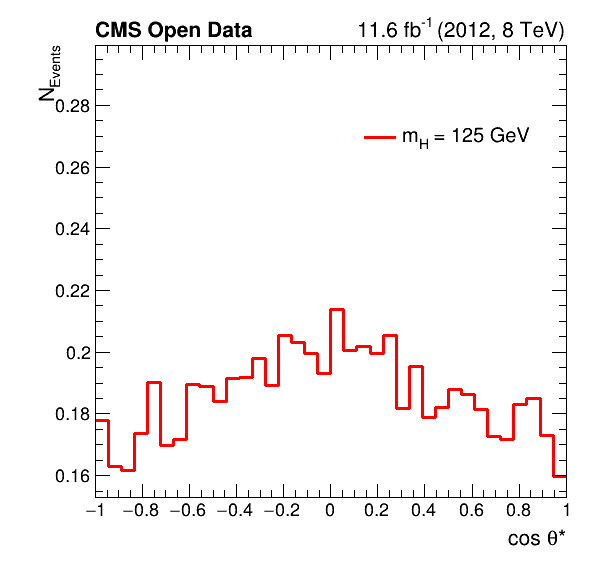 CMS Open Data 11.6 fb⁻¹ (2012, 8 TeV)
N_Events
m_H = 125 GeV
0.28
0.26
0.24
0.22
0.2
0.18
0.16
−1 −0.8 −0.6 −0.4 −0.2 0 0.2 0.4 0.6 0.8 1
cos θ*